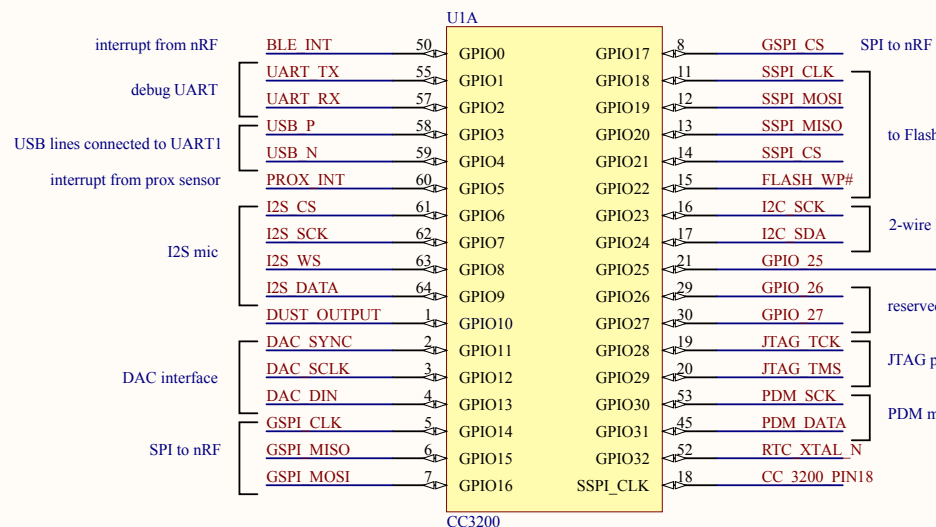 U1A
interrupt from nRF BLE_INT 50 GPIO0 GPIO17 8 GSPI_CS SPI to nRF
UART_TX 55 GPIO1 GPIO18 11 SSPI_CLK
debug UART
UART_RX 57 GPIO2 GPIO19 12 SSPI_MOSI
USB_P 58 GPIO3 GPIO20 13 SSPI_MISO to Flash
USB lines connected to UART1
USB_N 59 GPIO4 GPIO21 14 SSPI_CS
interrupt from prox sensor PROX_INT 60 GPIO5 GPIO22 15 FLASH_WP#
I2S_CS 61 GPIO6 GPIO23 16 I2C_SCK
2-wire
I2S_SCK 62 GPIO7 GPIO24 17 I2C_SDA
I2S mic
I2S_WS 63 GPIO8 GPIO25 21 GPIO_25
I2S_DATA 64 GPIO9 GPIO26 29 GPIO_26
reserved
DUST_OUTPUT 1 GPIO10 GPIO27 30 GPIO_27
DAC_SYNC 2 GPIO11 GPIO28 19 JTAG_TCK
JTAG p
DAC interface DAC_SCLK 3 GPIO12 GPIO29 20 JTAG_TMS
DAC_DIN 4 GPIO13 GPIO30 53 PDM_SCK
PDM m
GSPI_CLK 5 GPIO14 GPIO31 45 PDM_DATA
SPI to nRF GSPI_MISO 6 GPIO15 GPIO32 52 RTC_XTAL_N
GSPI_MOSI 7 GPIO16 SSPI_CLK 18 CC_3200_PIN18
CC3200